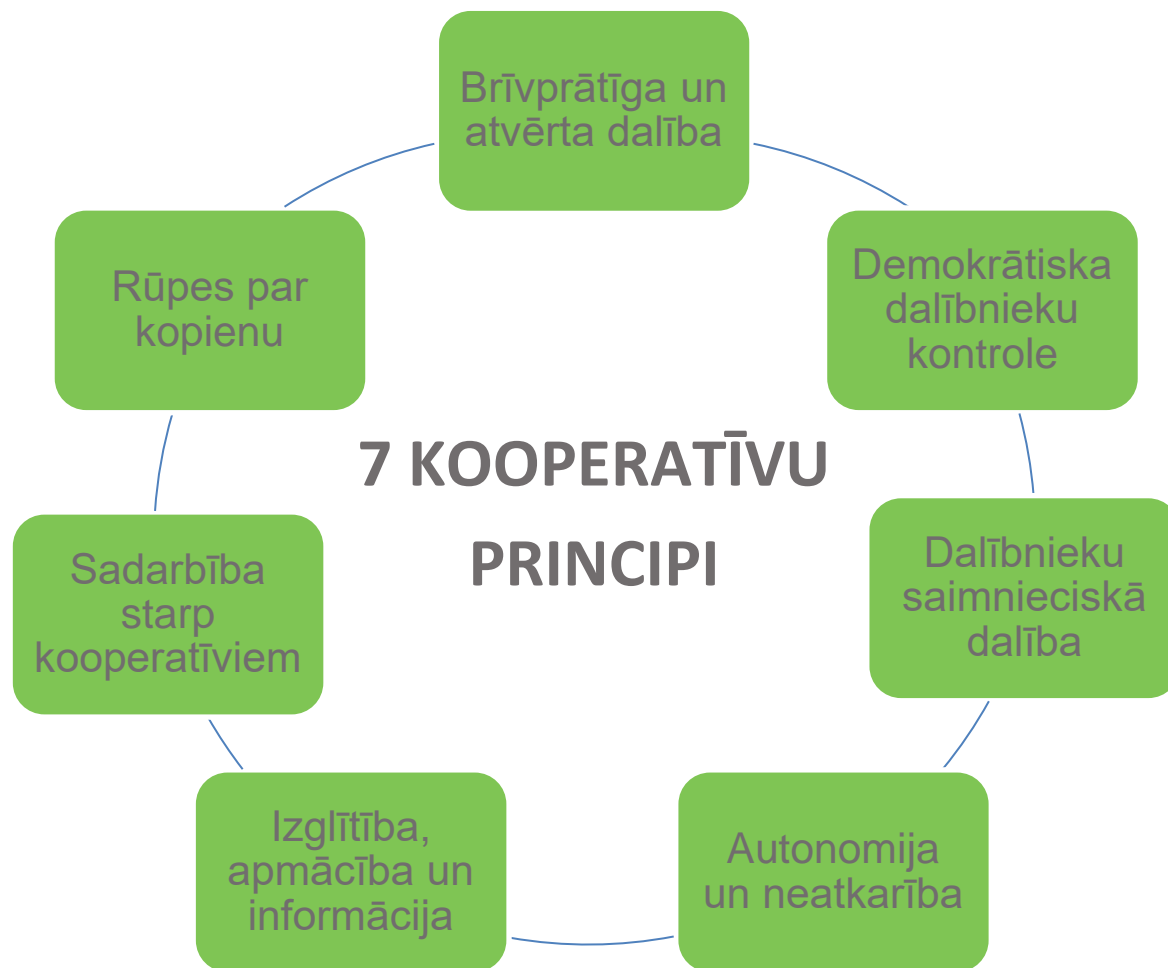 Brīvprātīga un
atvērta dalība
Demokrātiska
dalībnieku
kontrole
Dalībnieku
saimnieciskā
dalība
Autonomija
un neatkarība
Izglītība,
apmācība un
informācija
Sadarbība
starp
kooperatīviem
Rūpes par
kopienu
7 KOOPERATĪVU
PRINCIPI